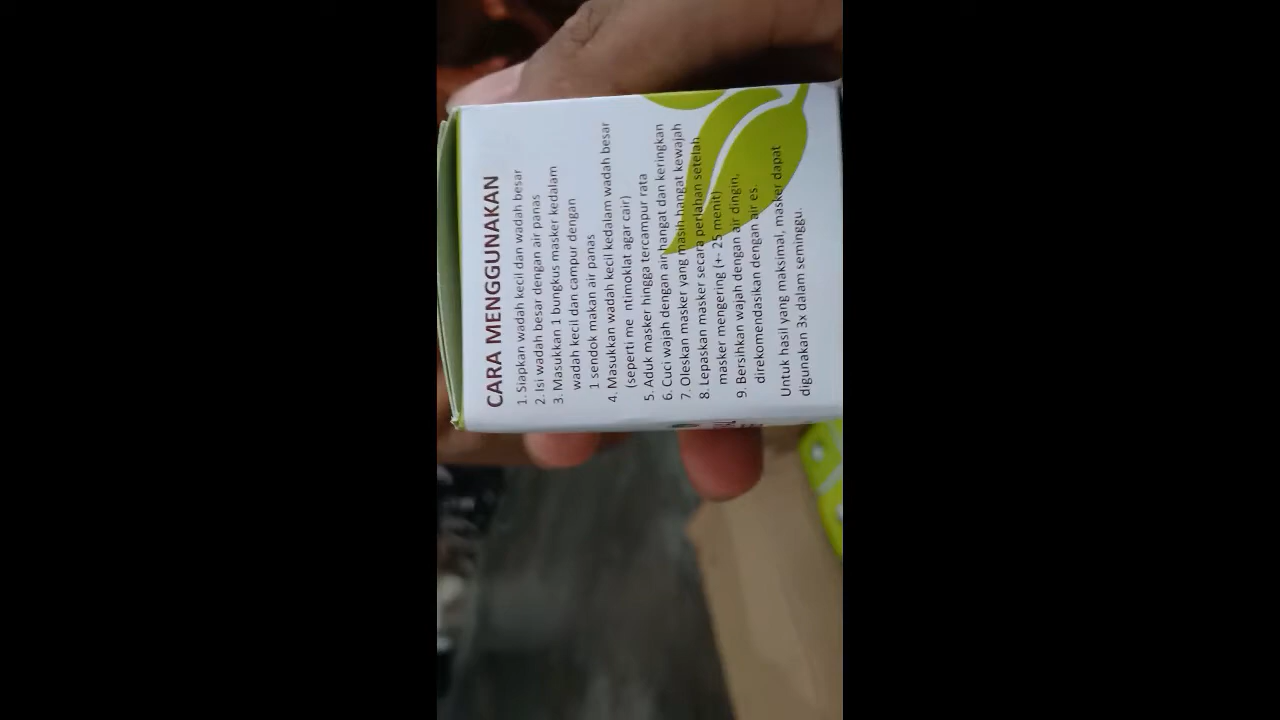 CARA MENGGUNAKAN
1. Siapkan wadah kecil dan wadah besar
2. Isi wadah besar dengan air panas
3. Masukkan 1 bungkus masker kedalam
wadah kecil dan campur dengan
1 sendok makan air panas
4. Masukkan wadah kecil kedalam wadah besar
(seperti me ntimoklat agar cair)
5. Aduk masker hingga tercampur rata
6. Cuci wajah dengan air hangat dan keringkan
7. Oleskan masker yang masih hangat kewajah
8. Lepaskan masker secara perlahan setelah
masker mengering (+- 25 menit)
9. Bersihkan wajah dengan air dingin,
direkomendasikan dengan air es.
Untuk hasil yang maksimal, masker dapat
digunakan 3x dalam seminggu.